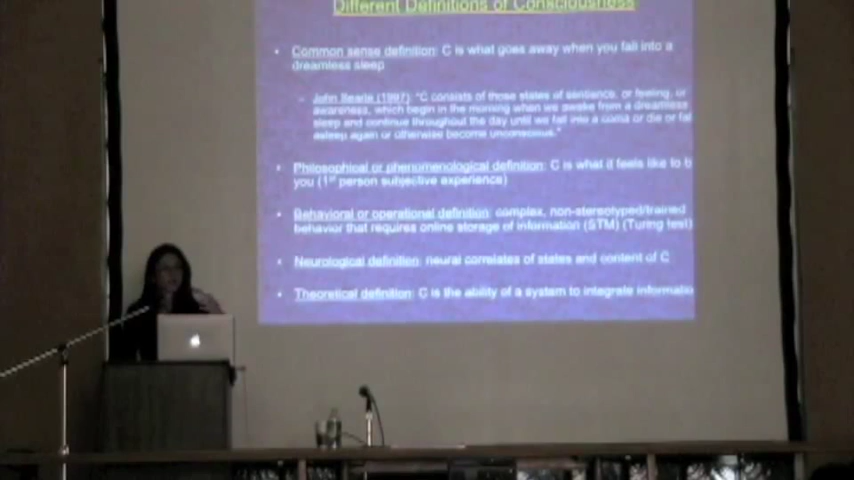 Different Definitions of Consciousness
• Common sense definition: C is what goes away when you fall into a
dreamless sleep
– John Searle (1997): "C consists of those states of sentience, or feeling, or
awareness, which begin in the morning when we awake from a dreamless
sleep and continue throughout the day until we fall into a coma or die or fal
asleep again or otherwise become unconscious."
• Philosophical or phenomenological definition: C is what it feels like to b
you (1st person subjective experience)
• Behavioral or operational definition: complex, non-stereotyped/trained
behavior that requires online storage of information (STM) (Turing test)
• Neurological definition: neural correlates of states and content of C
• Theoretical definition: C is the ability of a system to integrate informatio